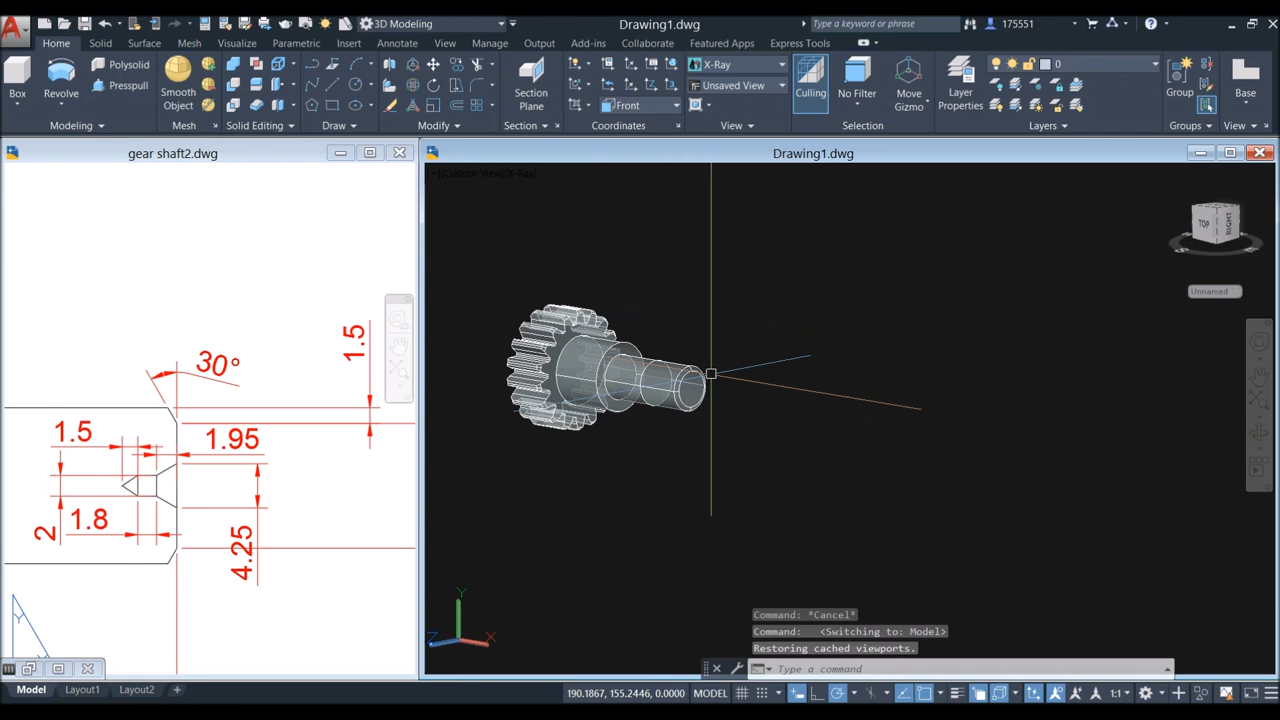 3D Modeling
Drawing1.dwg
Type a keyword or phrase
175551
Home Solid Surface Mesh Visualize Parametric Insert Annotate View Manage Output Add-ins Collaborate Featured Apps Express Tools
Box
Revolve
Polysolid
Presspull
Smooth
Object
Section
Plane
Front
X-Ray
Unsaved View
Culling
No Filter
Move
Gizmo
Layer
Properties
0
Group
Base
Modeling
Mesh
Solid Editing
Draw
Modify
Section
Coordinates
View
Selection
Layers
Groups
View
gear shaft2.dwg
Drawing1.dwg
[−][Custom View][X-Ray]
TOP
RIGHT
Unnamed
1.5
30°
1.5
1.95
2
1.8
4.25
Y
Y
Z
X
Command: *Cancel*
Command: <Switching to: Model>
Restoring cached viewports.
Type a command
Model
Layout1
Layout2
+
190.1867, 155.2446, 0.0000
MODEL
1:1